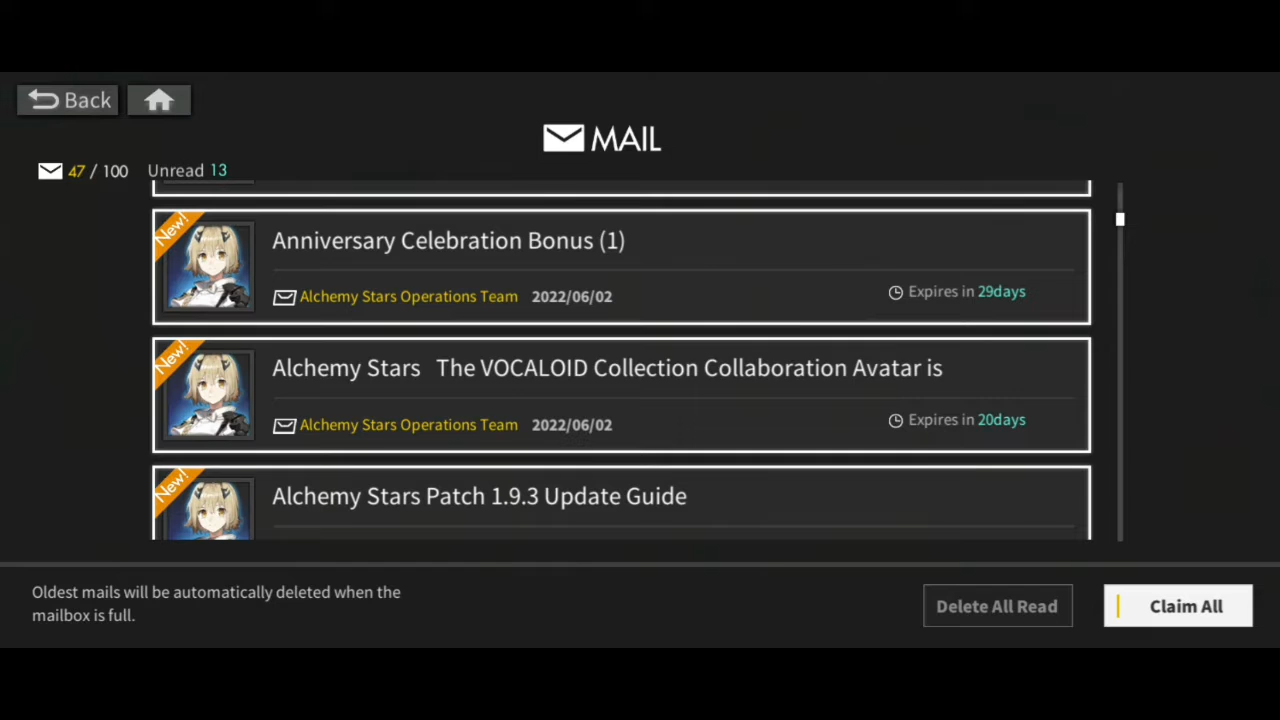 Back
MAIL
47 / 100 Unread 13
New!
Anniversary Celebration Bonus (1)
Alchemy Stars Operations Team 2022/06/02 Expires in 29days
New!
Alchemy Stars The VOCALOID Collection Collaboration Avatar is
Alchemy Stars Operations Team 2022/06/02 Expires in 20days
New!
Alchemy Stars Patch 1.9.3 Update Guide
Oldest mails will be automatically deleted when the
mailbox is full.
Delete All Read
Claim All